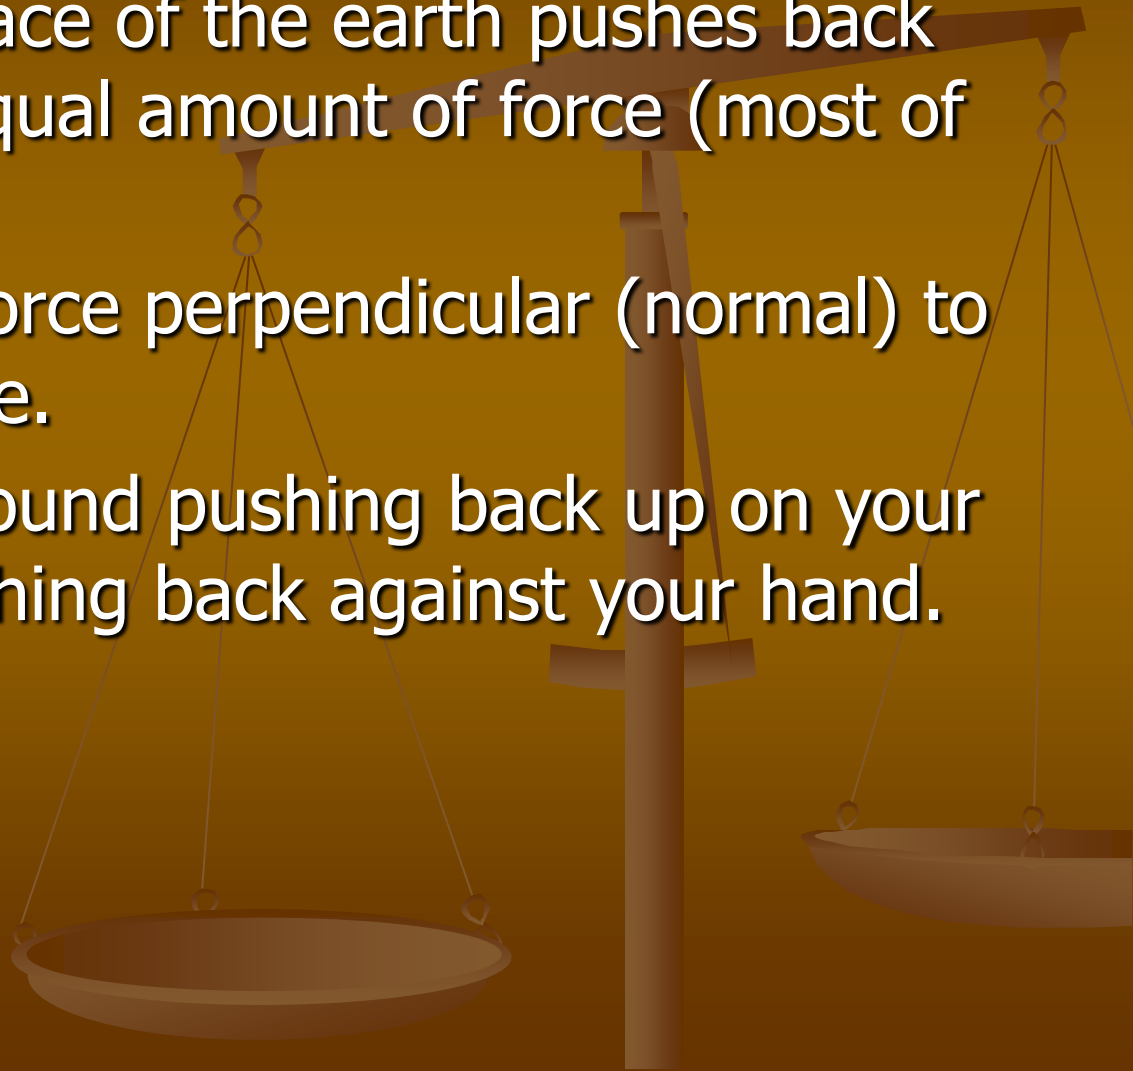 ace of the earth pushes back
qual amount of force (most of
orce perpendicular (normal) to
e.
ound pushing back up on your
hing back against your hand.